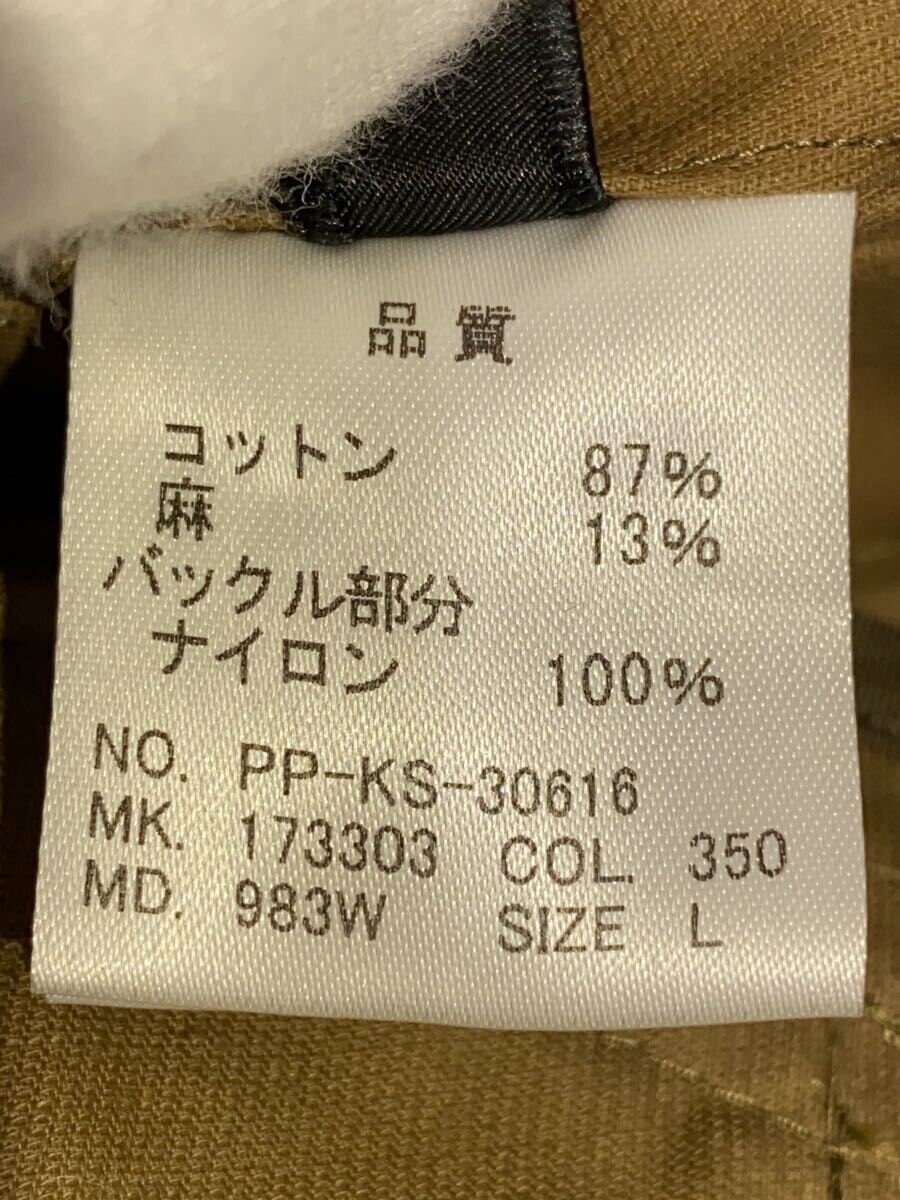 品質
コットン 87%
麻 13%
バックル部分
ナイロン 100%
NO. PP-KS-30616
MK. 173303 COL. 350
MD. 983W SIZE L